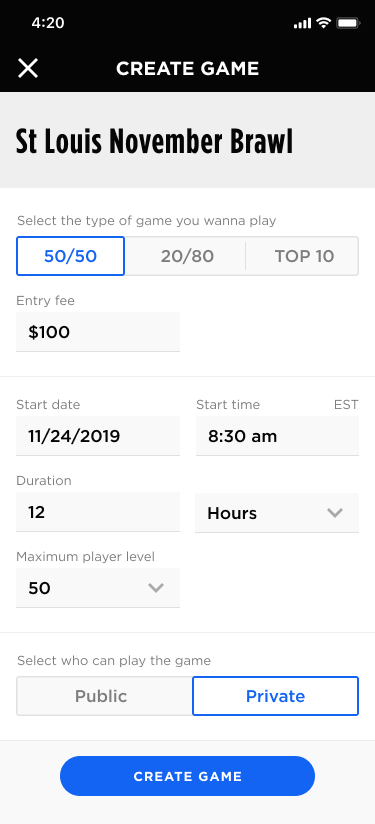 4:20
CREATE GAME
St Louis November Brawl
Select the type of game you wanna play
50/50 20/80 TOP 10
Entry fee
$100
Start date Start time EST
11/24/2019 8:30 am
Duration
12 Hours
Maximum player level
50
Select who can play the game
Public Private
CREATE GAME